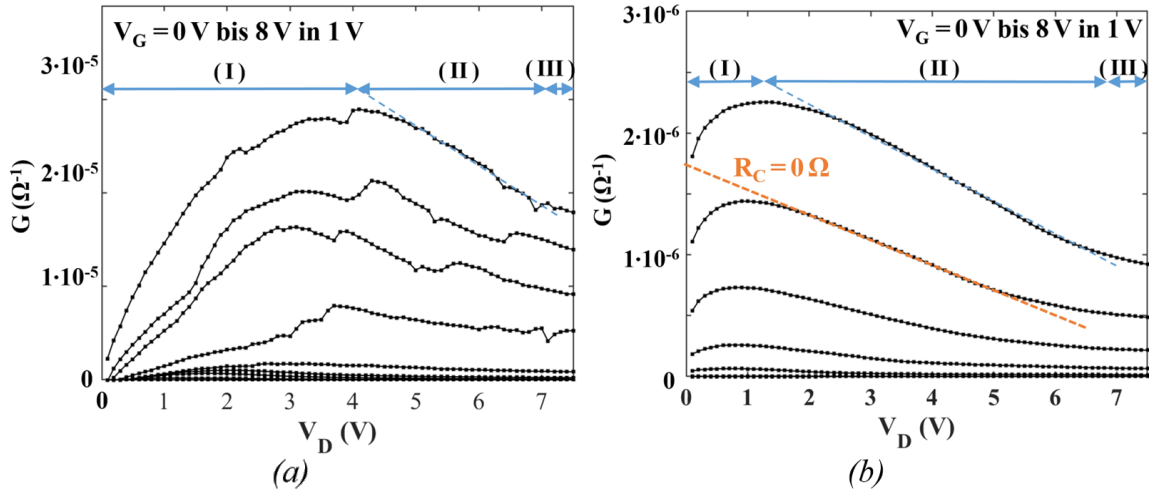 V_G = 0 V bis 8 V in 1 V
(I) (II) (III)
3·10⁻⁵
2·10⁻⁵
1·10⁻⁵
0
G (Ω⁻¹)
0 1 2 3 4 5 6 7
V_D (V)
(a)
V_G = 0 V bis 8 V in 1 V
(I) (II) (III)
3·10⁻⁶
2·10⁻⁶
1·10⁻⁶
0
G (Ω⁻¹)
R_C = 0 Ω
0 1 2 3 4 5 6 7
V_D (V)
(b)